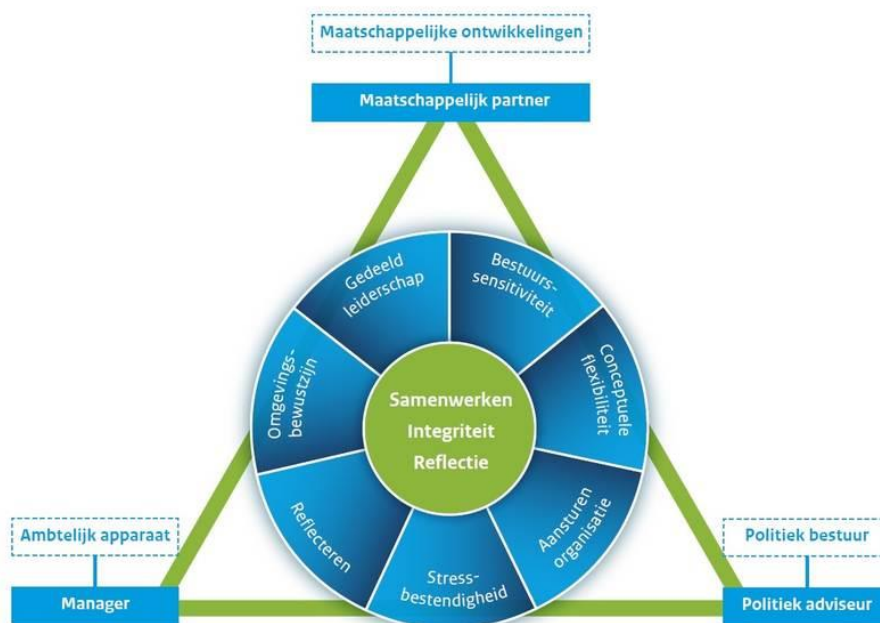 Maatschappelijke ontwikkelingen
Maatschappelijk partner
Gedeeld
leiderschap
Bestuurs-
sensitiviteit
Omgevings-
bewustzijn
Conceptuele
flexibiliteit
Samenwerken
Integriteit
Reflectie
Reflecteren
Stress-
bestendigheid
Aansturen
organisatie
Ambtelijk apparaat
Manager
Politiek bestuur
Politiek adviseur